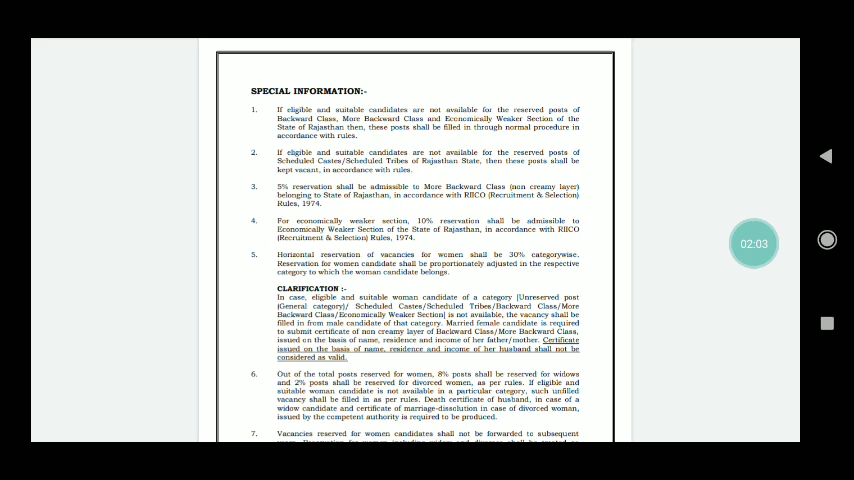 SPECIAL INFORMATION:-
1. If eligible and suitable candidates are not available for the reserved posts of
Backward Class, More Backward Class and Economically Weaker Section of the
State of Rajasthan then, these posts shall be filled in through normal procedure in
accordance with rules.
2. If eligible and suitable candidates are not available for the reserved posts of
Scheduled Castes/Scheduled Tribes of Rajasthan State, then these posts shall be
kept vacant, in accordance with rules.
3. 5% reservation shall be admissible to More Backward Class (non creamy layer)
belonging to State of Rajasthan, in accordance with RIICO (Recruitment & Selection)
Rules, 1974.
4. For economically weaker section, 10% reservation shall be admissible to
Economically Weaker Section of the State of Rajasthan, in accordance with RIICO
(Recruitment & Selection) Rules, 1974.
5. Horizontal reservation of vacancies for women shall be 30% categorywise.
Reservation for women candidate shall be proportionately adjusted in the respective
category to which the woman candidate belongs.
CLARIFICATION :-
In case, eligible and suitable woman candidate of a category [Unreserved post
(General category)/ Scheduled Castes/Scheduled Tribes/Backward Class/More
Backward Class/Economically Weaker Section] is not available, the vacancy shall be
filled in from male candidate of that category. Married female candidate is required
to submit certificate of non creamy layer of Backward Class/More Backward Class,
issued on the basis of name, residence and income of her father/mother. Certificate
issued on the basis of name, residence and income of her husband shall not be
considered as valid.
6. Out of the total posts reserved for women, 8% posts shall be reserved for widows
and 2% posts shall be reserved for divorced women, as per rules. If eligible and
suitable woman candidate is not available in a particular category, such unfilled
vacancy shall be filled in as per rules. Death certificate of husband, in case of a
widow candidate and certificate of marriage-dissolution in case of divorced woman,
issued by the competent authority is required to be produced.
7. Vacancies reserved for women candidates shall not be forwarded to subsequent
02:03